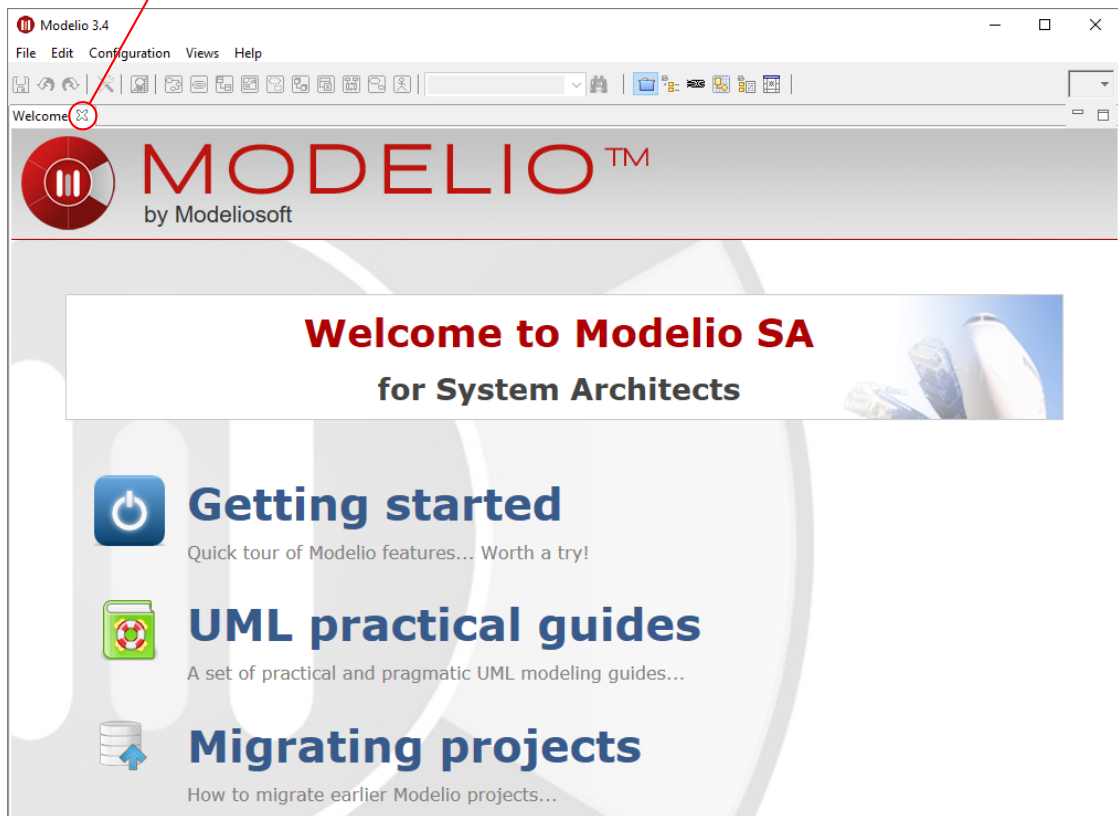 Modelio 3.4
File Edit Configuration Views Help
Welcome
MODELIO™
by Modeliosoft
Welcome to Modelio SA
for System Architects
Getting started
Quick tour of Modelio features... Worth a try!
UML practical guides
A set of practical and pragmatic UML modeling guides...
Migrating projects
How to migrate earlier Modelio projects...